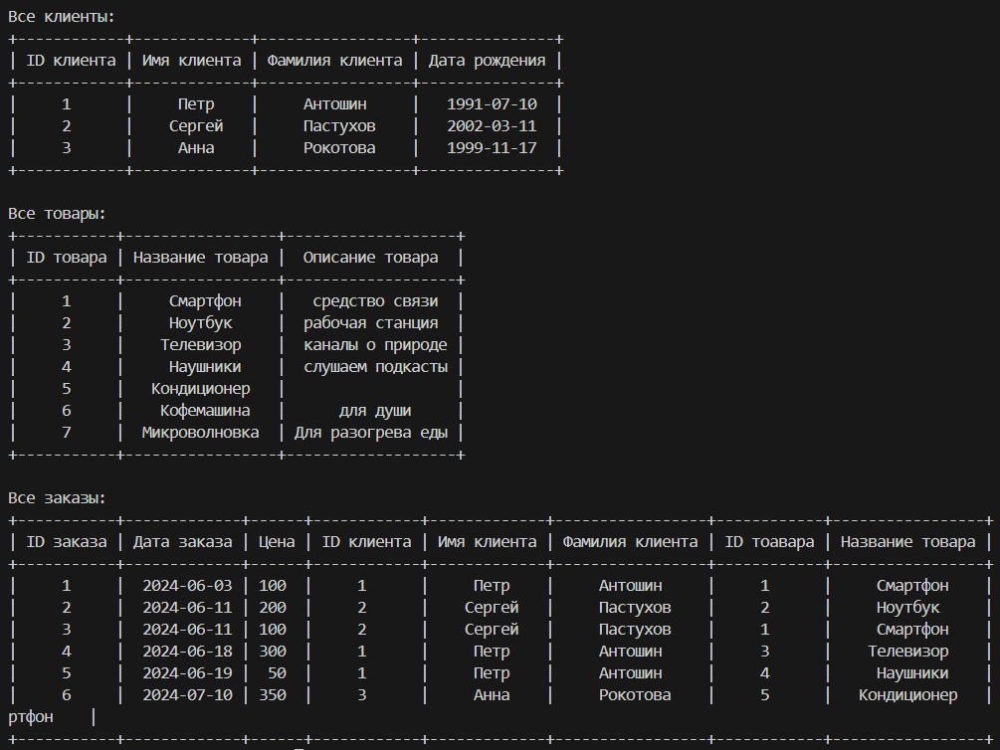 Все клиенты:
+------------+-------------+-----------------+---------------+
| ID клиента | Имя клиента | Фамилия клиента | Дата рождения |
+------------+-------------+-----------------+---------------+
|     1      |     Петр    |     Антошин     |   1991-07-10  |
|     2      |    Сергей   |     Пастухов    |   2002-03-11  |
|     3      |     Анна    |     Рокотова    |   1999-11-17  |
+------------+-------------+-----------------+---------------+
Все товары:
+-----------+-----------------+-------------------+
| ID товара | Название товара |  Описание товара  |
+-----------+-----------------+-------------------+
|     1     |     Смартфон    |   средство связи  |
|     2     |     Ноутбук     |  рабочая станция  |
|     3     |    Телевизор    |  каналы о природе |
|     4     |     Наушники    |  слушаем подкасты |
|     5     |   Кондиционер   |                   |
|     6     |    Кофемашина   |      для души     |
|     7     |  Микроволновка  | Для разогрева еды |
+-----------+-----------------+-------------------+
Все заказы:
+-----------+-------------+------+------------+-------------+-----------------+------------+-----------------+
| ID заказа | Дата заказа | Цена | ID клиента | Имя клиента | Фамилия клиента | ID тоавара | Название товара |
+-----------+-------------+------+------------+-------------+-----------------+------------+-----------------+
|     1     |  2024-06-03 | 100  |     1      |     Петр    |     Антошин     |     1      |     Смартфон    |
|     2     |  2024-06-11 | 200  |     2      |    Сергей   |     Пастухов    |     2      |     Ноутбук     |
|     3     |  2024-06-11 | 100  |     2      |    Сергей   |     Пастухов    |     1      |     Смартфон    |
|     4     |  2024-06-18 | 300  |     1      |     Петр    |     Антошин     |     3      |    Телевизор    |
|     5     |  2024-06-19 |  50  |     1      |     Петр    |     Антошин     |     4      |     Наушники    |
|     6     |  2024-07-10 | 350  |     3      |     Анна    |     Рокотова    |     5      |   Кондиционер   |
ртфон    |
+-----------+-------------+------+------------+-------------+-----------------+------------+-----------------+